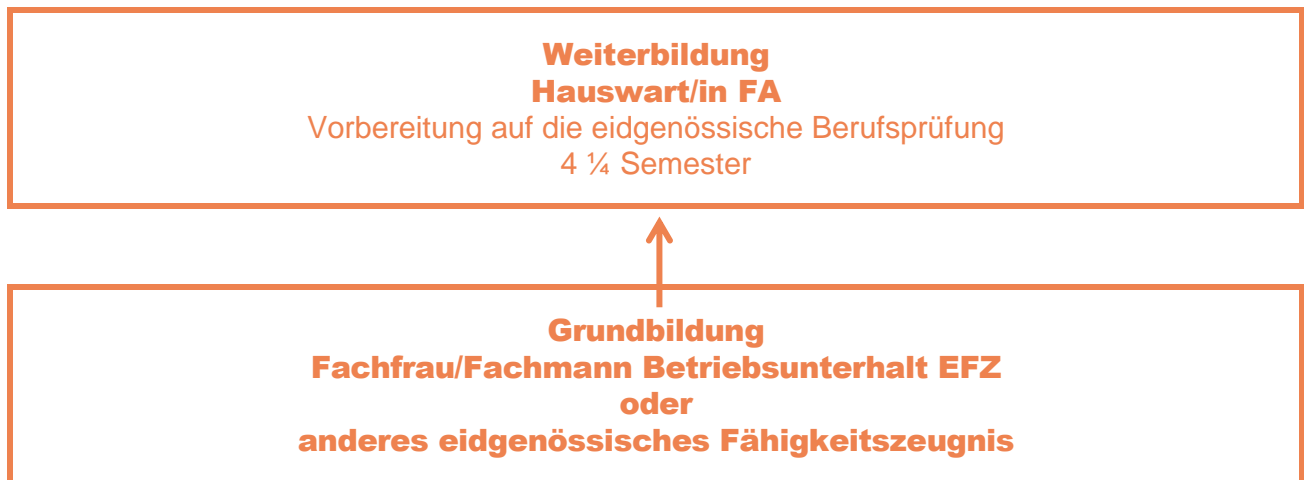 Weiterbildung
Hauswart/in FA
Vorbereitung auf die eidgenössische Berufsprüfung
4 ¼ Semester
Grundbildung
Fachfrau/Fachmann Betriebsunterhalt EFZ
oder
anderes eidgenössisches Fähigkeitszeugnis